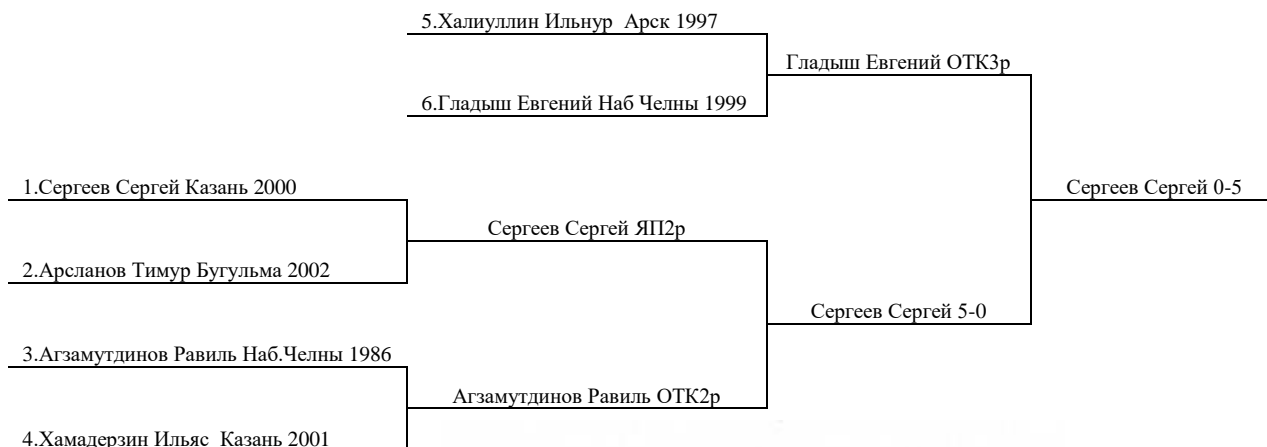 5.Халиуллин Ильнур Арск 1997
Гладыш Евгений ОТК3р
6.Гладыш Евгений Наб Челны 1999
1.Сергеев Сергей Казань 2000
Сергеев Сергей 0-5
Сергеев Сергей ЯП2р
2.Арсланов Тимур Бугульма 2002
Сергеев Сергей 5-0
3.Агзамутдинов Равиль Наб.Челны 1986
Агзамутдинов Равиль ОТК2р
4.Хамадерзин Ильяс Казань 2001